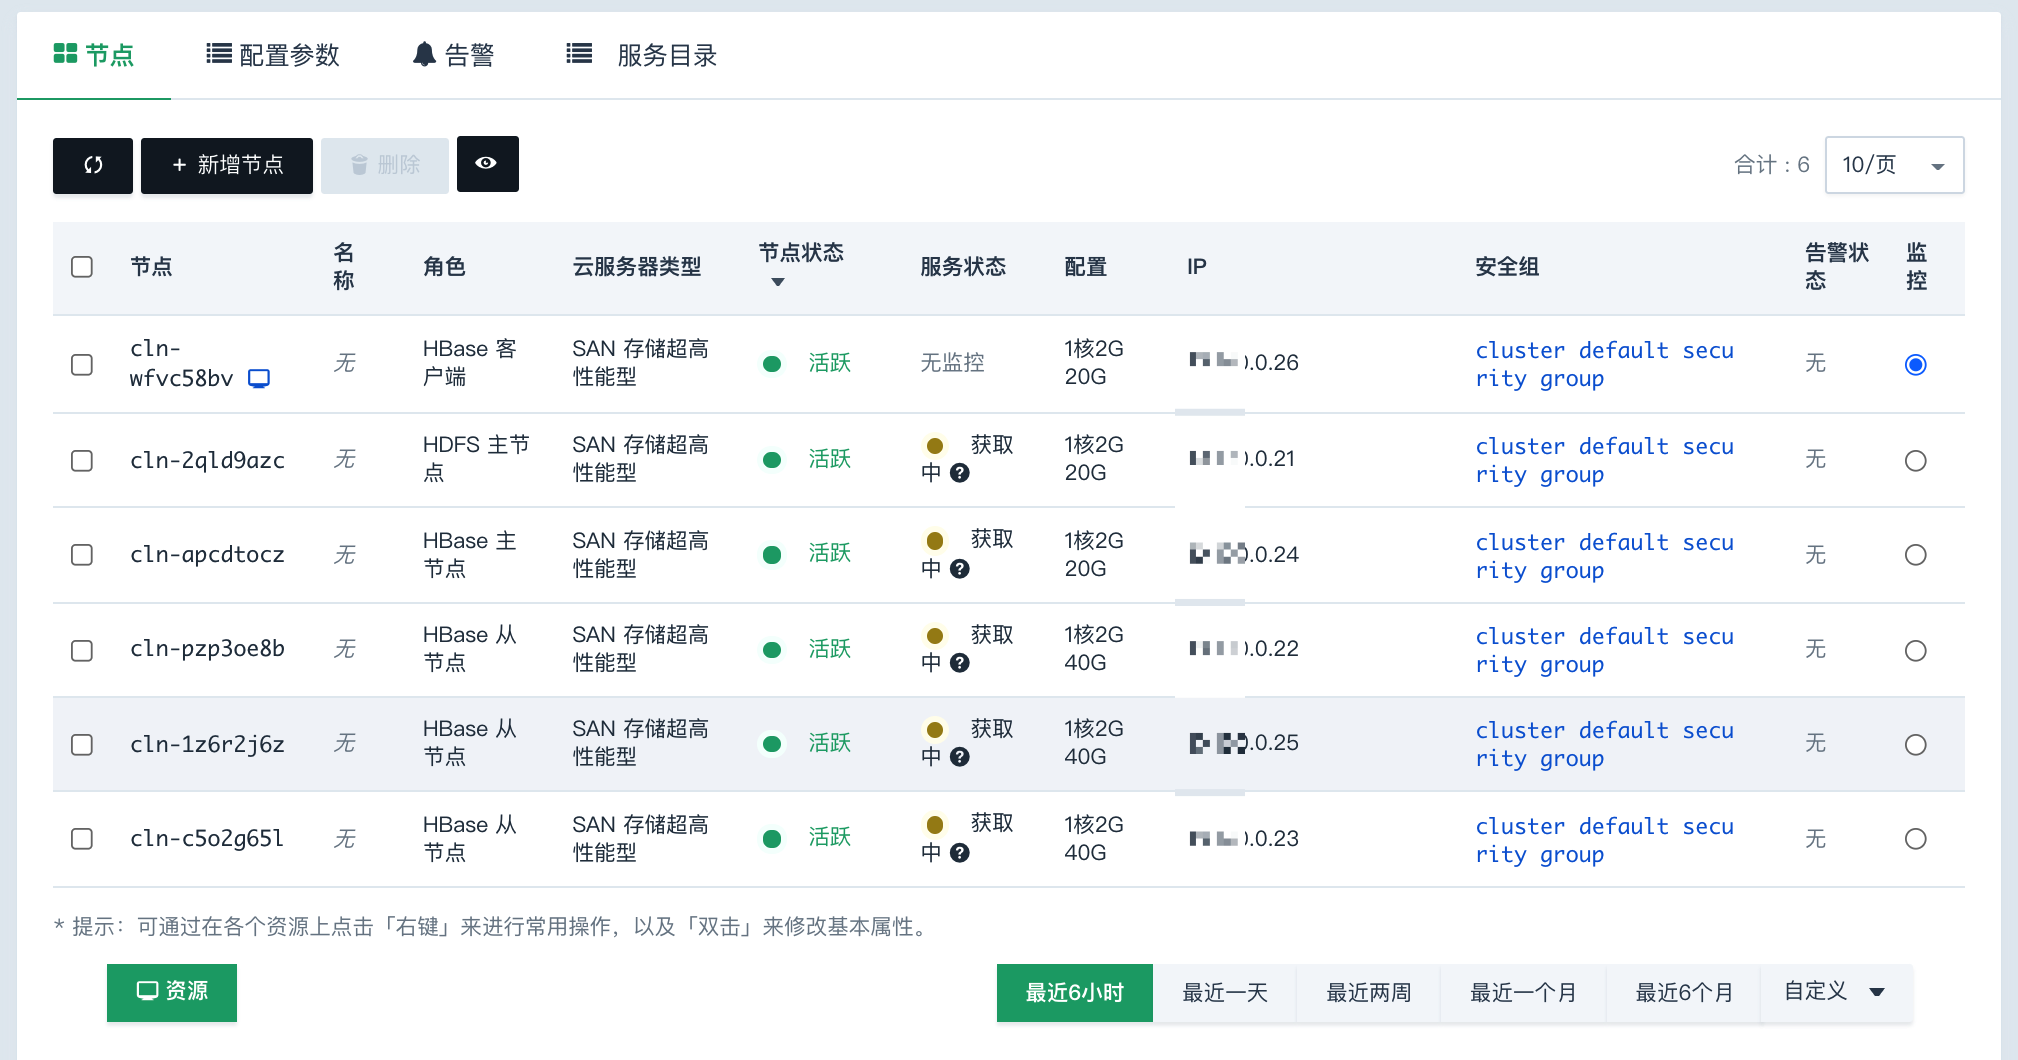 节点 配置参数 告警 服务目录
+ 新增节点 删除 合计：6 10/页
节点 名称 角色 云服务器类型 节点状态 服务状态 配置 IP 安全组 告警状态 监控
cln-wfvc58bv 无 HBase 客户端 SAN 存储超高性能型 活跃 无监控 1核2G 20G .0.26 cluster default security group 无
cln-2qld9azc 无 HDFS 主节点 SAN 存储超高性能型 活跃 获取中 1核2G 20G .0.21 cluster default security group 无
cln-apcdtocz 无 HBase 主节点 SAN 存储超高性能型 活跃 获取中 1核2G 20G .0.24 cluster default security group 无
cln-pzp3oe8b 无 HBase 从节点 SAN 存储超高性能型 活跃 获取中 1核2G 40G .0.22 cluster default security group 无
cln-1z6r2j6z 无 HBase 从节点 SAN 存储超高性能型 活跃 获取中 1核2G 40G .0.25 cluster default security group 无
cln-c5o2g65l 无 HBase 从节点 SAN 存储超高性能型 活跃 获取中 1核2G 40G .0.23 cluster default security group 无
* 提示：可通过在各个资源上点击「右键」来进行常用操作，以及「双击」来修改基本属性。
资源 最近6小时 最近一天 最近两周 最近一个月 最近6个月 自定义